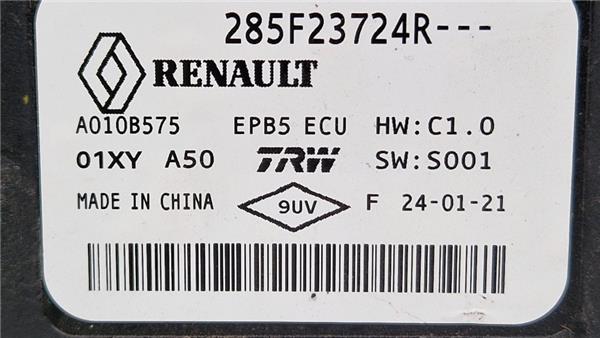 285F23724R---
RENAULT
A010B575 EPB5 ECU HW:C1.0
01XY A50 TRW SW:S001
MADE IN CHINA 9UV F 24-01-21